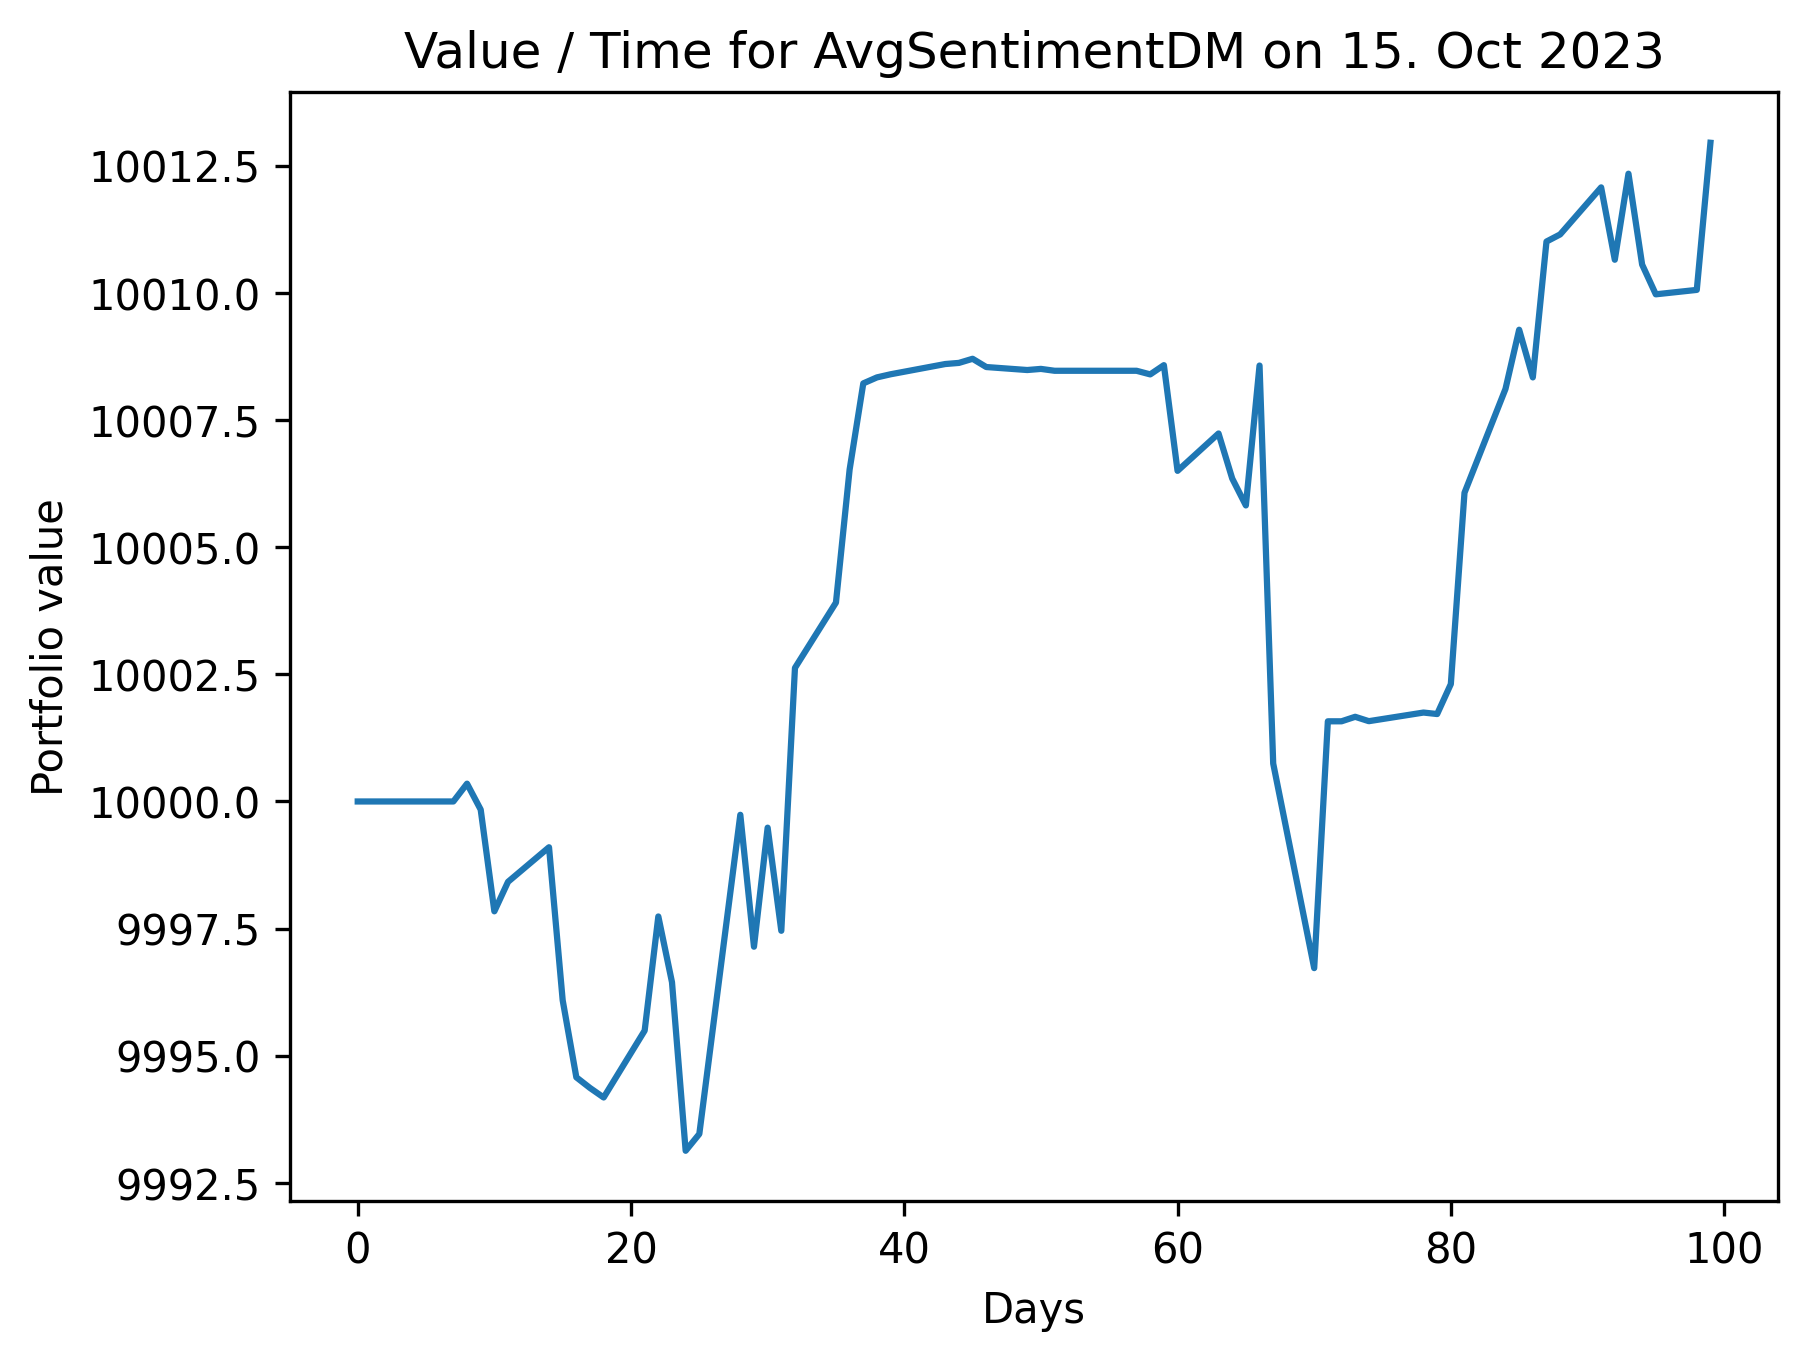 Value / Time for AvgSentimentDM on 15. Oct 2023
10012.5
10010.0
10007.5
10005.0
10002.5
10000.0
9997.5
9995.0
9992.5
Portfolio value
0 20 40 60 80 100
Days